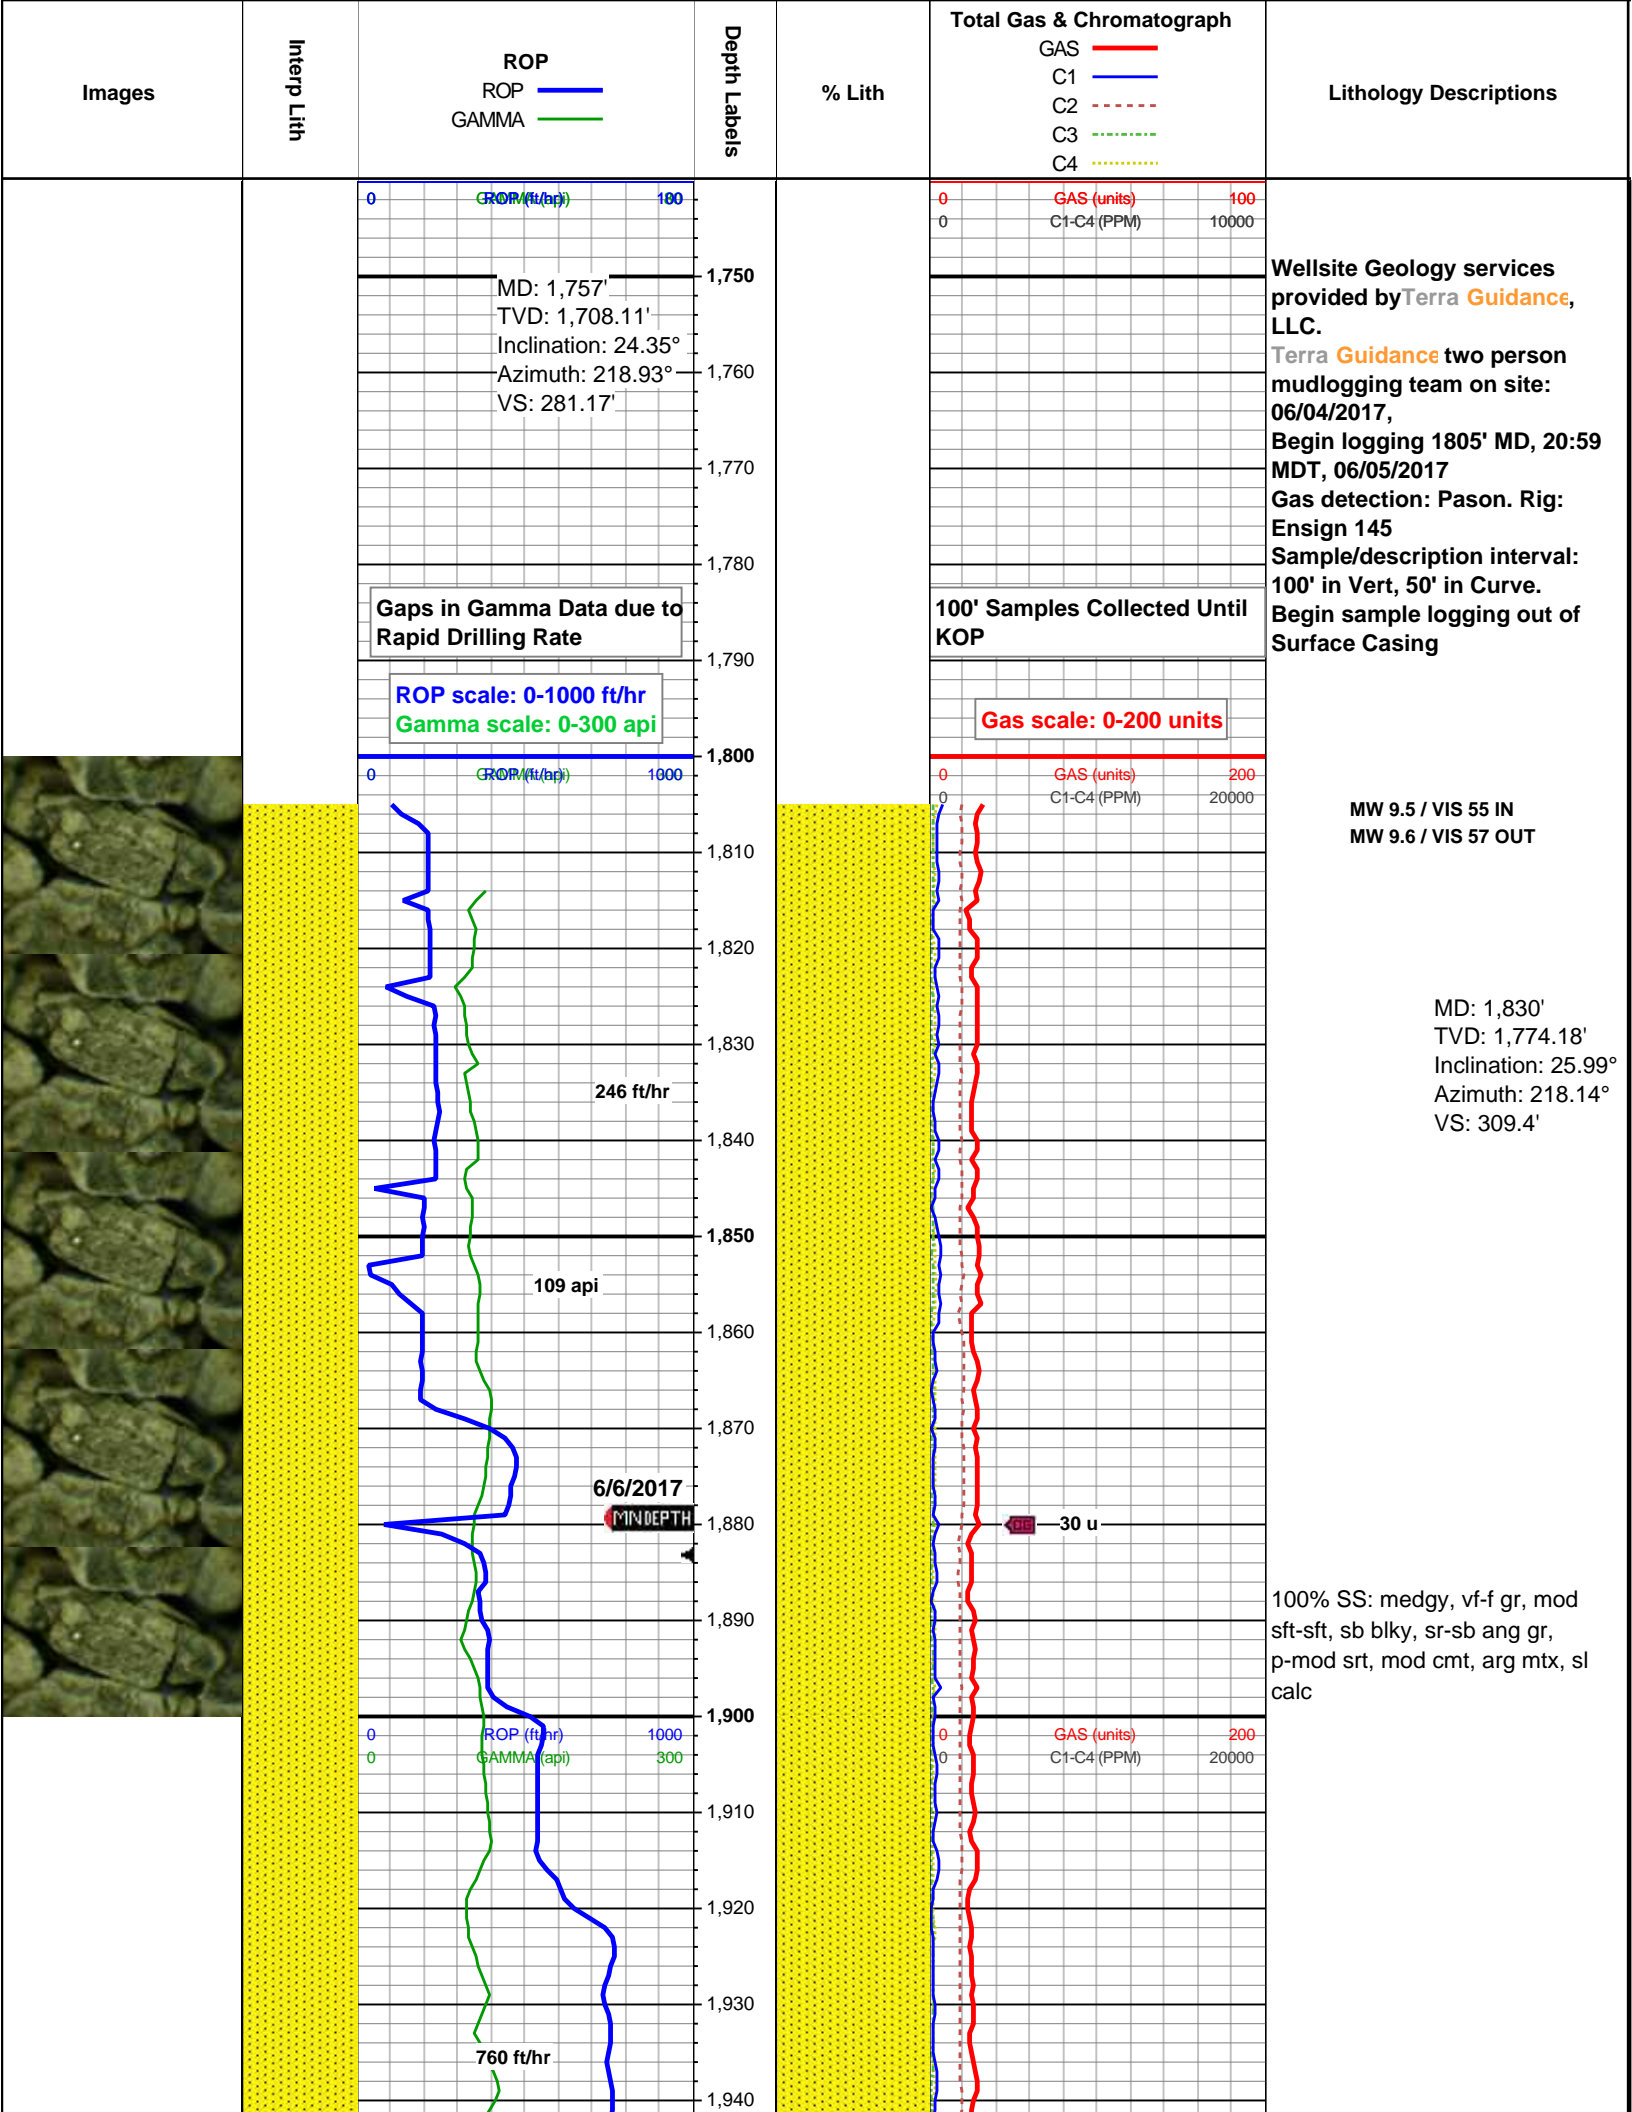 Images
Interp Lith
ROP
ROP
GAMMA
Depth Labels
% Lith
Total Gas & Chromatograph
GAS
C1
C2
C3
C4
Lithology Descriptions
0 ROP (ft/hr) 100
GAMMA (api)
0 GAS (units) 100
0 C1-C4 (PPM) 10000
1,750
MD: 1,757'
TVD: 1,708.11'
Inclination: 24.35°
Azimuth: 218.93°
VS: 281.17'
1,760
1,770
1,780
Wellsite Geology services
provided byTerra Guidance,
LLC.
Terra Guidance two person
mudlogging team on site:
06/04/2017,
Begin logging 1805' MD, 20:59
MDT, 06/05/2017
Gas detection: Pason. Rig:
Ensign 145
Sample/description interval:
100' in Vert, 50' in Curve.
Begin sample logging out of
Surface Casing
Gaps in Gamma Data due to
Rapid Drilling Rate
100' Samples Collected Until
KOP
1,790
ROP scale: 0-1000 ft/hr
Gamma scale: 0-300 api
Gas scale: 0-200 units
1,800
0 ROP (ft/hr) 1000
GAMMA (api)
0 GAS (units) 200
0 C1-C4 (PPM) 20000
MW 9.5 / VIS 55 IN
MW 9.6 / VIS 57 OUT
1,810
1,820
1,830
MD: 1,830'
TVD: 1,774.18'
Inclination: 25.99°
Azimuth: 218.14°
VS: 309.4'
246 ft/hr
1,840
1,850
109 api
1,860
1,870
6/6/2017
MNDEPTH
1,880
30 u
1,890
100% SS: medgy, vf-f gr, mod
sft-sft, sb blky, sr-sb ang gr,
p-mod srt, mod cmt, arg mtx, sl
calc
1,900
0 ROP (ft/hr) 1000
0 GAMMA (api) 300
0 GAS (units) 200
0 C1-C4 (PPM) 20000
1,910
1,920
1,930
760 ft/hr
1,940